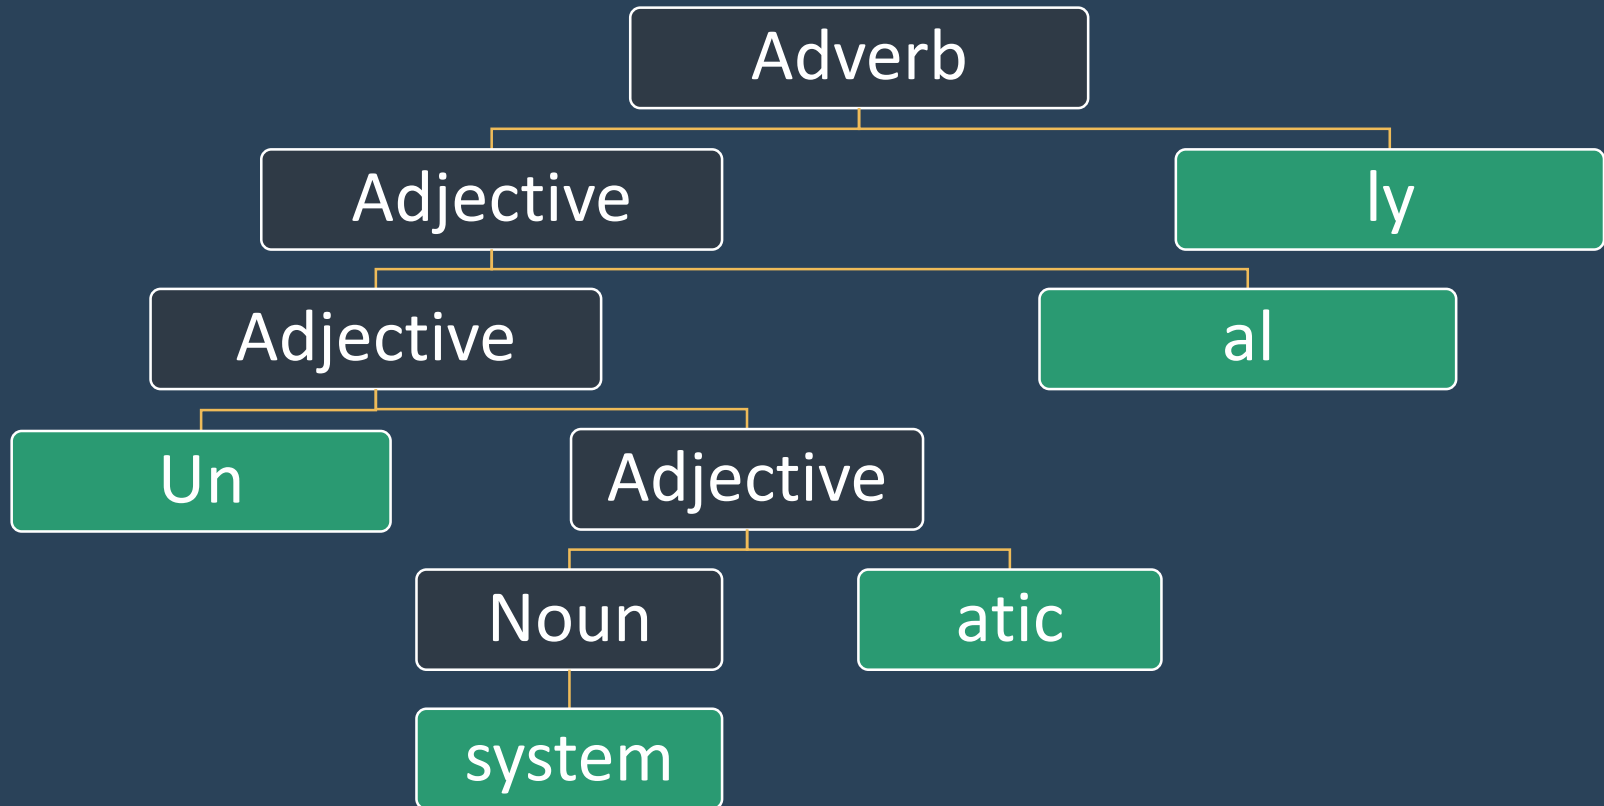 Adverb
Adjective
ly
Adjective
al
Un
Adjective
Noun
atic
system